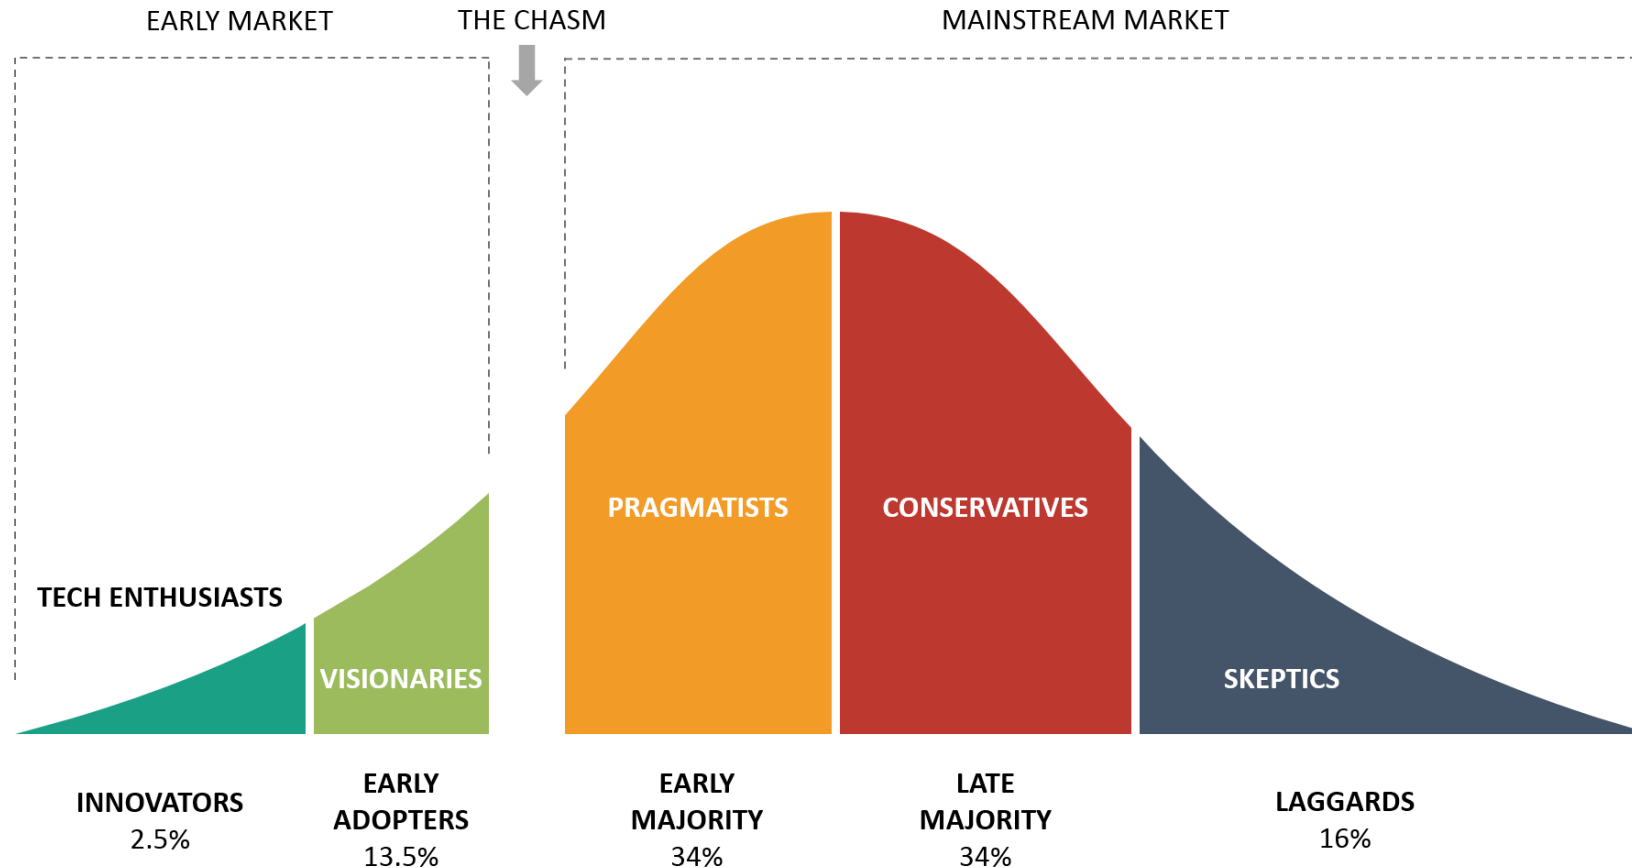 EARLY MARKET
THE CHASM
MAINSTREAM MARKET
TECH ENTHUSIASTS
VISIONARIES
PRAGMATISTS
CONSERVATIVES
SKEPTICS
INNOVATORS
2.5%
EARLY
ADOPTERS
13.5%
EARLY
MAJORITY
34%
LATE
MAJORITY
34%
LAGGARDS
16%